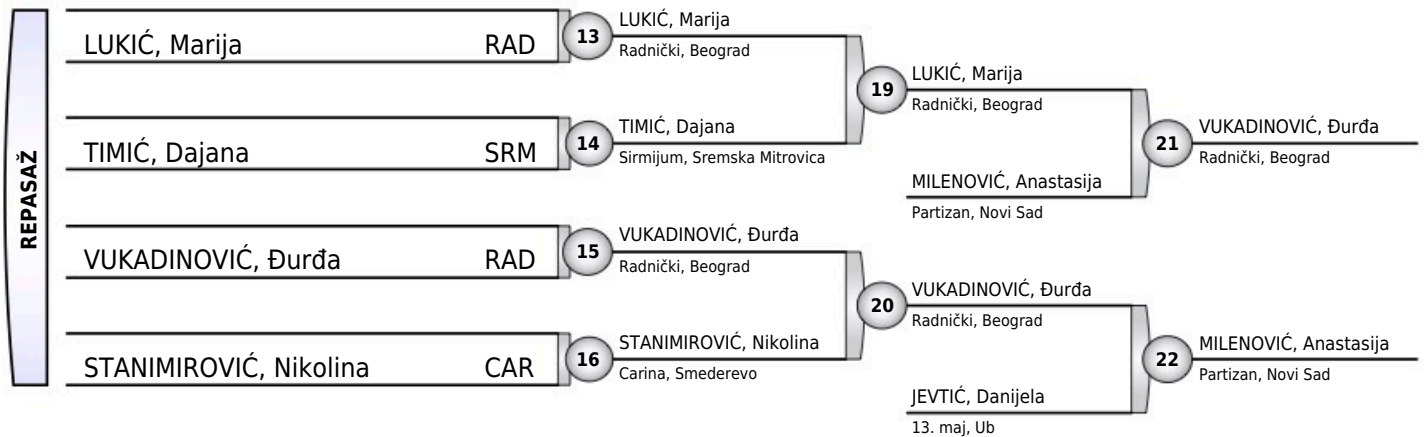 REPASAŽ
LUKIĆ, Marija RAD
13
LUKIĆ, Marija
Radnički, Beograd
TIMIĆ, Dajana SRM
14
TIMIĆ, Dajana
Sirmijum, Sremska Mitrovica
VUKADINOVIĆ, Đurđa RAD
15
VUKADINOVIĆ, Đurđa
Radnički, Beograd
STANIMIROVIĆ, Nikolina CAR
16
STANIMIROVIĆ, Nikolina
Carina, Smederevo
19
LUKIĆ, Marija
Radnički, Beograd
MILENOVIĆ, Anastasija
Partizan, Novi Sad
20
VUKADINOVIĆ, Đurđa
Radnički, Beograd
JEVTIĆ, Danijela
13. maj, Ub
21
VUKADINOVIĆ, Đurđa
Radnički, Beograd
22
MILENOVIĆ, Anastasija
Partizan, Novi Sad